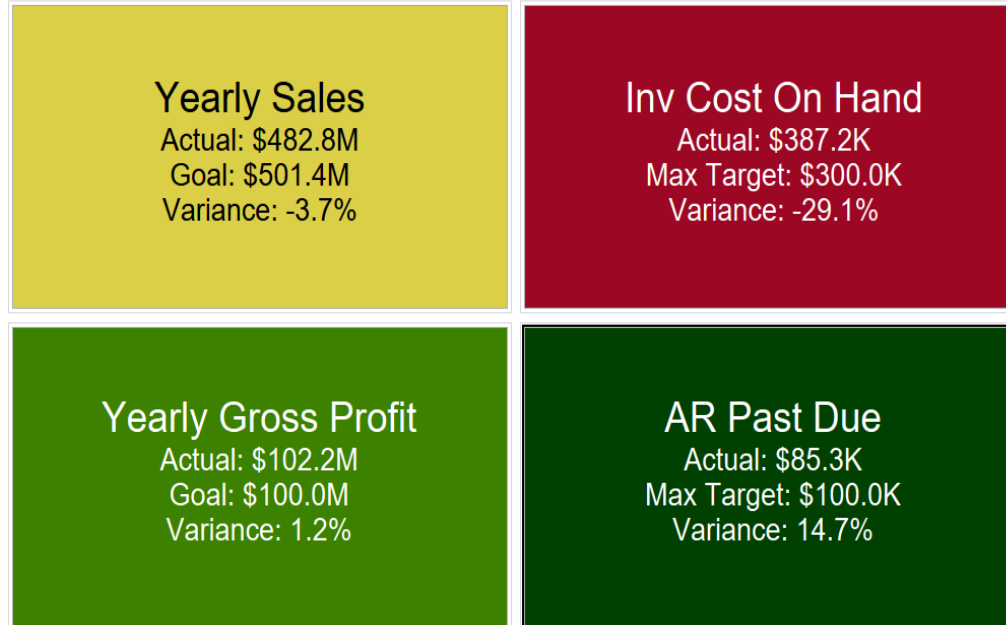 Yearly Sales
Actual: $482.8M
Goal: $501.4M
Variance: -3.7%
Inv Cost On Hand
Actual: $387.2K
Max Target: $300.0K
Variance: -29.1%
Yearly Gross Profit
Actual: $102.2M
Goal: $100.0M
Variance: 1.2%
AR Past Due
Actual: $85.3K
Max Target: $100.0K
Variance: 14.7%